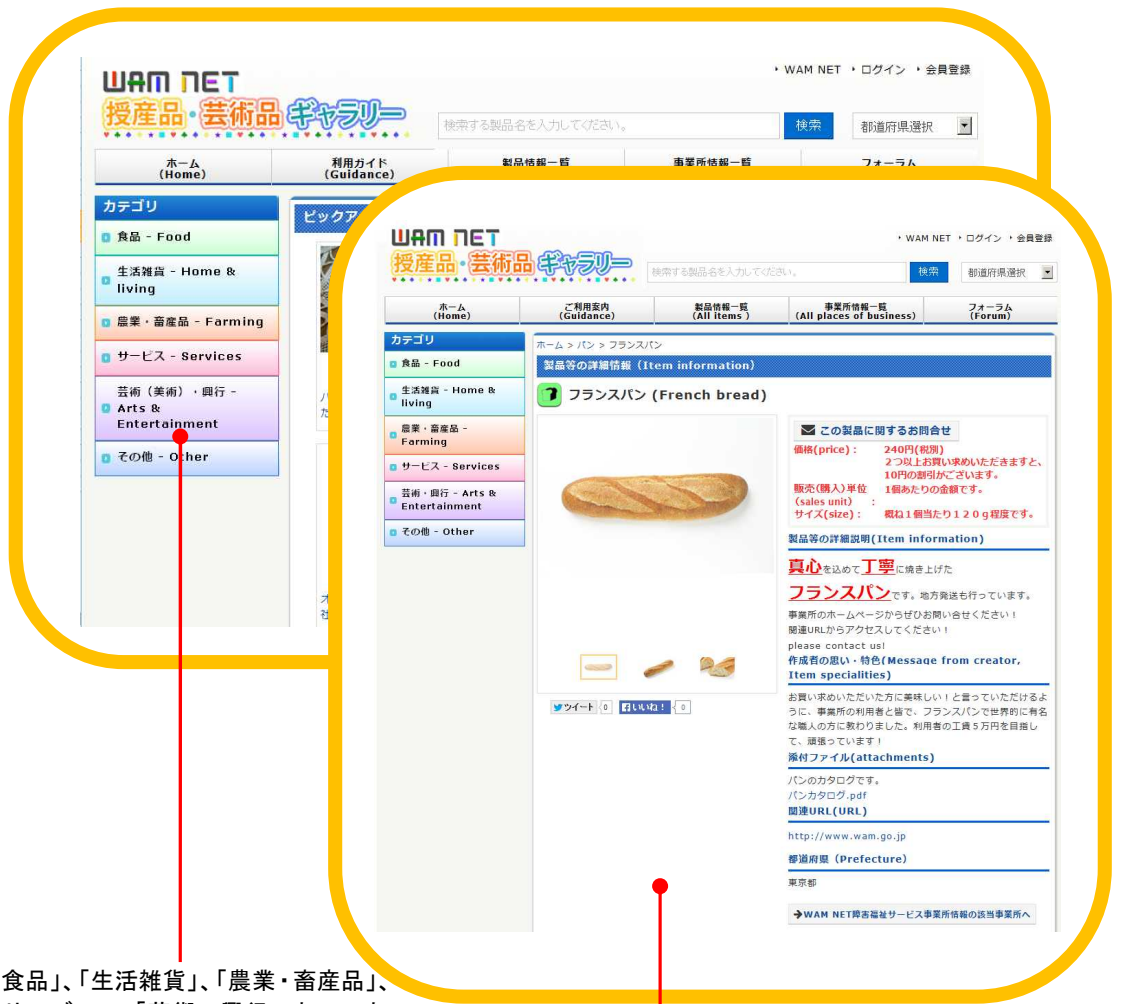 WAM NET
授産品・芸術品 ギャラリー
WAM NET ログイン 会員登録
検索する製品名を入力してください。
検索
都道府県選択
ホーム
(Home)
利用ガイド
(Guidance)
製品情報一覧
事業所情報一覧
フォーラム
カテゴリ
食品 - Food
生活雑貨 - Home &
living
農業・畜産品 - Farming
サービス - Services
芸術（美術）・興行 -
Arts &
Entertainment
その他 - Other
ピックア
WAM NET
授産品・芸術品 ギャラリー
WAM NET ログイン 会員登録
検索する製品名を入力してください。
検索
都道府県選択
ホーム
(Home)
ご利用案内
(Guidance)
製品情報一覧
(All items )
事業所情報一覧
(All places of business)
フォーラム
(Forum)
カテゴリ
食品 - Food
生活雑貨 - Home &
living
農業・畜産品 -
Farming
サービス - Services
芸術・興行 - Arts &
Entertainment
その他 - Other
ホーム > パン > フランスパン
製品等の詳細情報（Item information）
フランスパン (French bread)
この製品に関するお問合せ
価格(price)： 240円(税別)
2つ以上お買い求めいただきますと、
10円の割引がございます。
販売(購入)単位 1個あたりの金額です。
(sales unit) ：
サイズ(size)： 概ね1個当たり１２０ｇ程度です。
製品等の詳細説明(Item information)
真心を込めて丁寧に焼き上げた
フランスパンです。地方発送も行っています。
事業所のホームページからぜひお問い合せください！
関連URLからアクセスしてください！
please contact us!
作成者の思い・特色(Message from creator,
Item specialities)
お買い求めいただいた方に美味しい！と言っていただけるよ
うに、事業所の利用者と皆で、フランスパンで世界的に有名
な職人の方に教わりました。利用者の工賃５万円を目指し
て、頑張っています！
添付ファイル(attachments)
パンのカタログです。
パンカタログ.pdf
関連URL(URL)
http://www.wam.go.jp
都道府県（Prefecture）
東京都
WAM NET障害福祉サービス事業所情報の該当事業所へ
ツイート 0 いいね！ 0
食品」、「生活雑貨」、「農業・畜産品」、